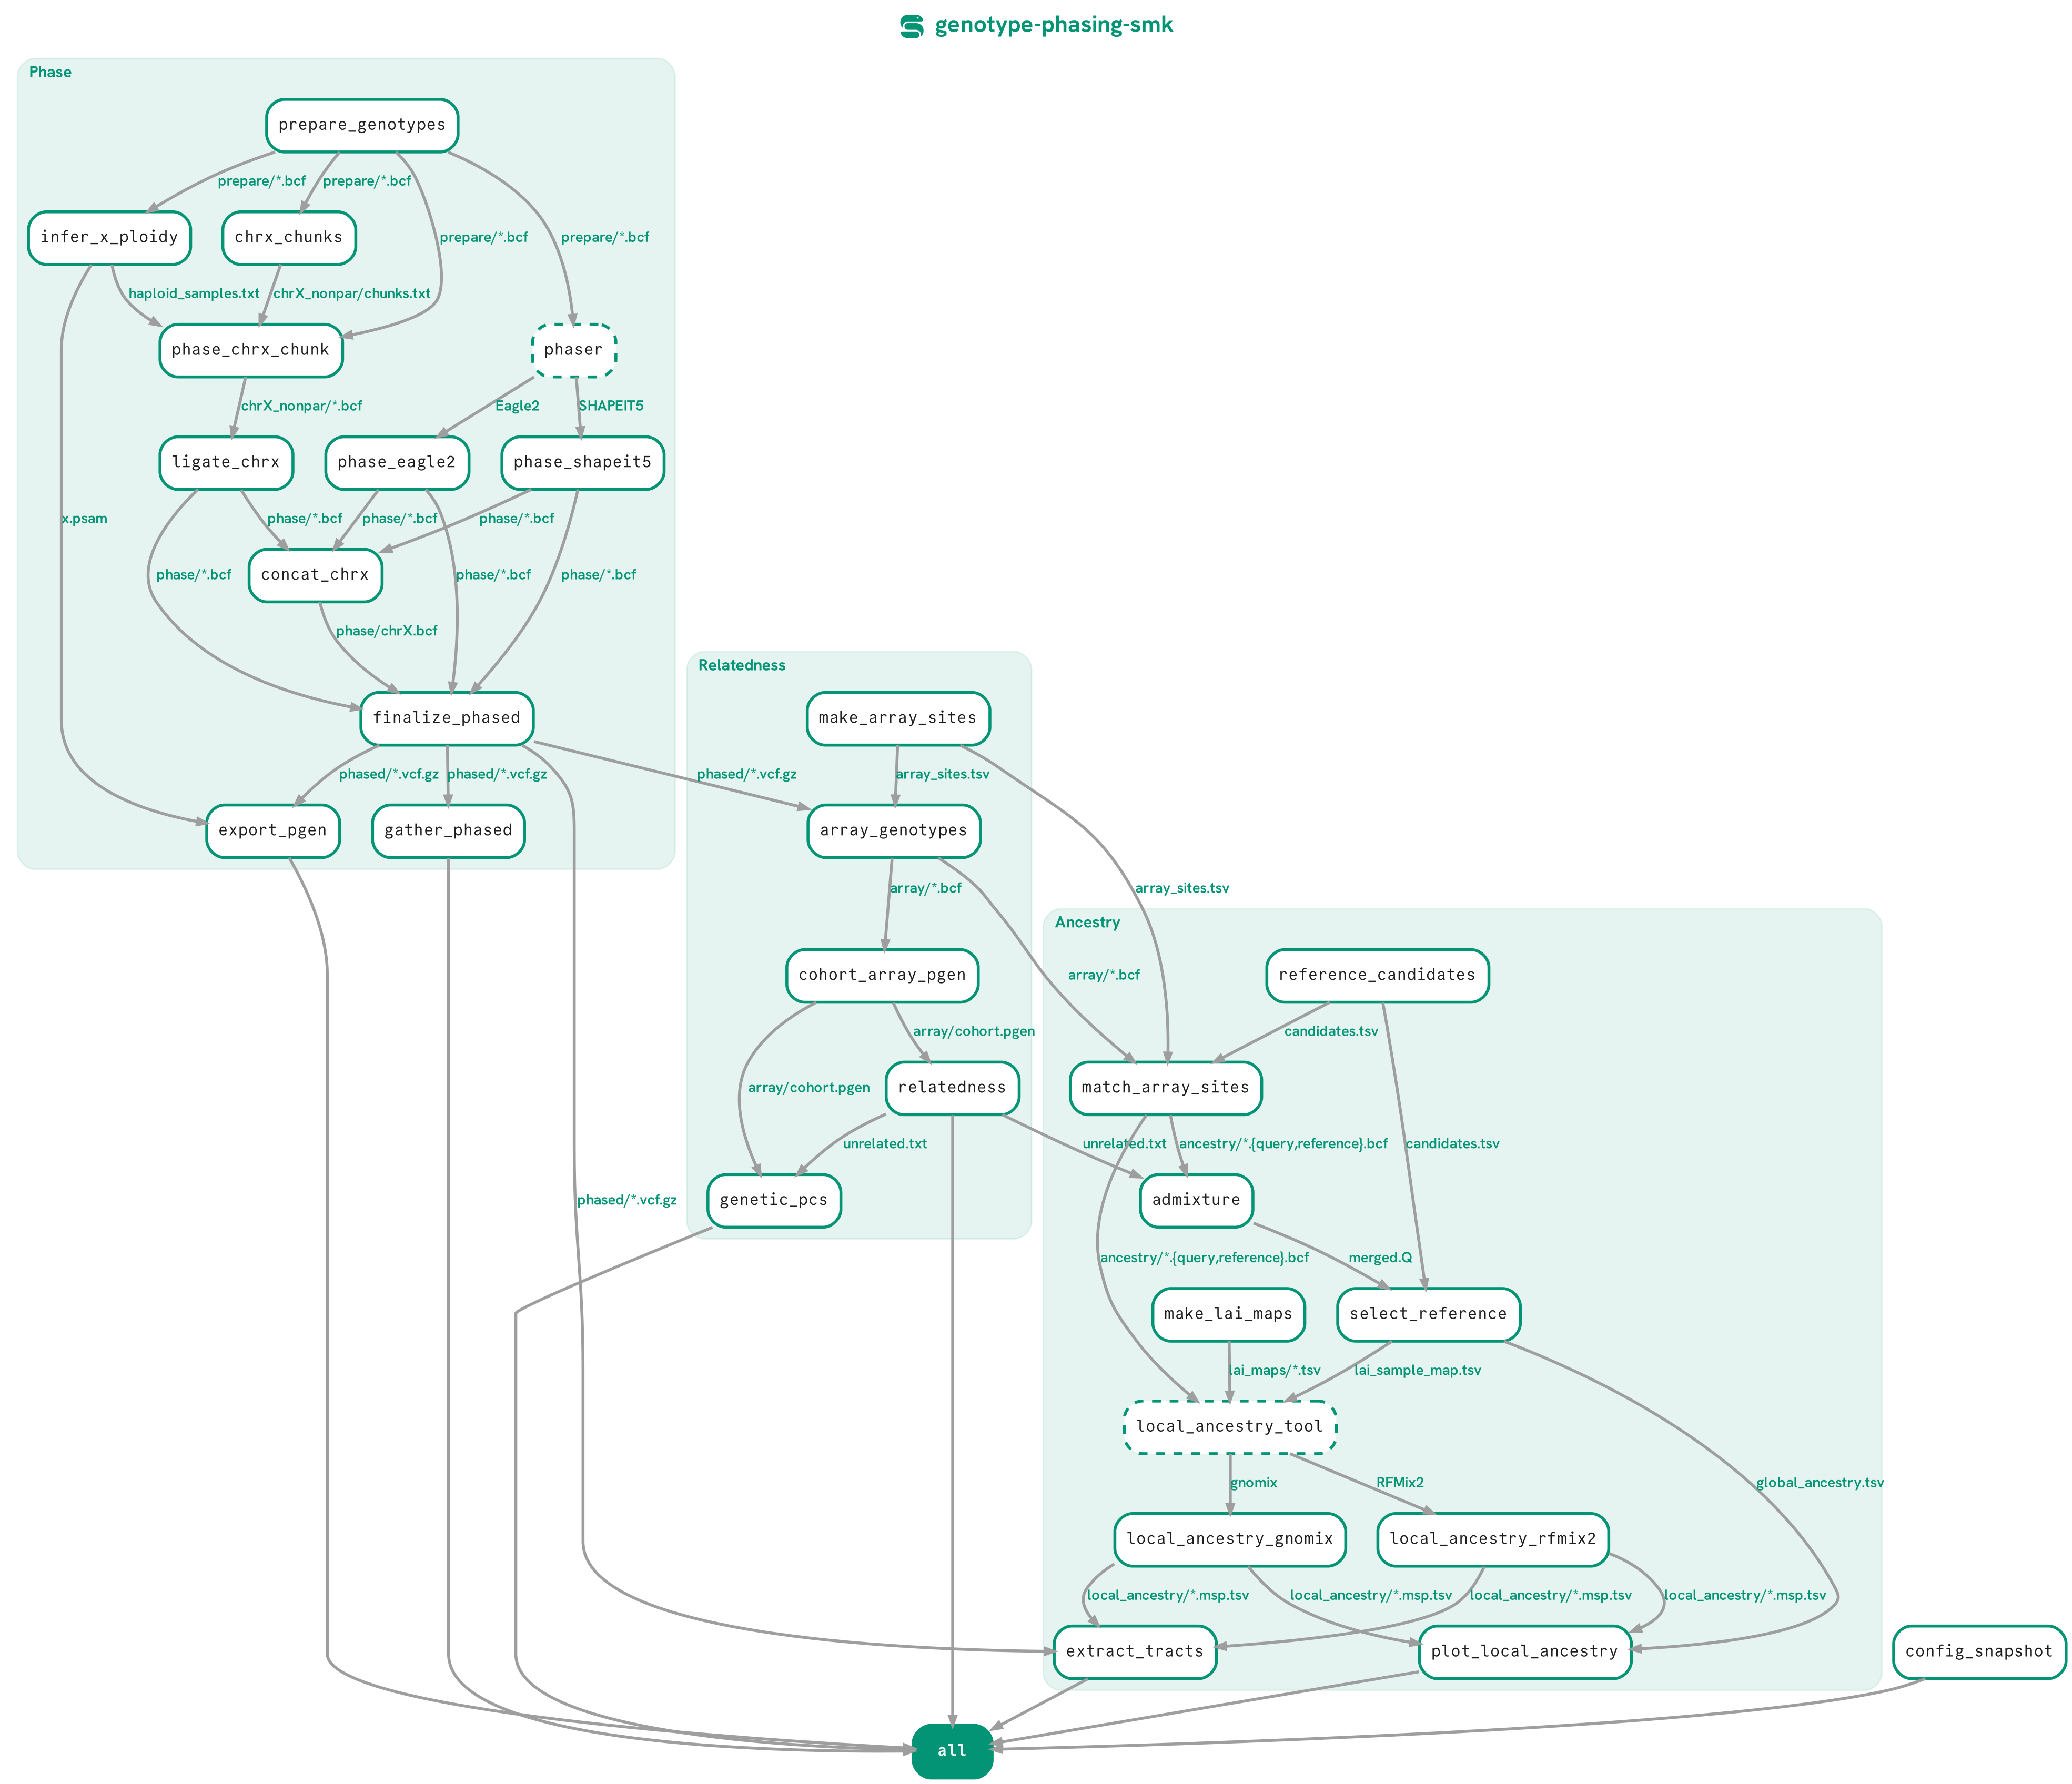 genotype-phasing-smk
Phase
prepare_genotypes
prepare/*.bcf
prepare/*.bcf
prepare/*.bcf
prepare/*.bcf
infer_x_ploidy
chrx_chunks
haploid_samples.txt
chrX_nonpar/chunks.txt
phase_chrx_chunk
phaser
chrX_nonpar/*.bcf
Eagle2
SHAPEIT5
ligate_chrx
phase_eagle2
phase_shapeit5
x.psam
phase/*.bcf
phase/*.bcf
phase/*.bcf
concat_chrx
phase/*.bcf
phase/*.bcf
phase/*.bcf
phase/chrX.bcf
finalize_phased
phased/*.vcf.gz
phased/*.vcf.gz
export_pgen
gather_phased
Relatedness
make_array_sites
phased/*.vcf.gz
array_sites.tsv
array_genotypes
array/*.bcf
array_sites.tsv
cohort_array_pgen
array/*.bcf
array/cohort.pgen
array/cohort.pgen
relatedness
unrelated.txt
unrelated.txt
genetic_pcs
phased/*.vcf.gz
Ancestry
reference_candidates
candidates.tsv
match_array_sites
ancestry/*.{query,reference}.bcf
candidates.tsv
admixture
ancestry/*.{query,reference}.bcf
merged.Q
make_lai_maps
select_reference
lai_maps/*.tsv
lai_sample_map.tsv
local_ancestry_tool
gnomix
RFMix2
global_ancestry.tsv
local_ancestry_gnomix
local_ancestry_rfmix2
local_ancestry/*.msp.tsv
local_ancestry/*.msp.tsv
local_ancestry/*.msp.tsv
local_ancestry/*.msp.tsv
extract_tracts
plot_local_ancestry
config_snapshot
all